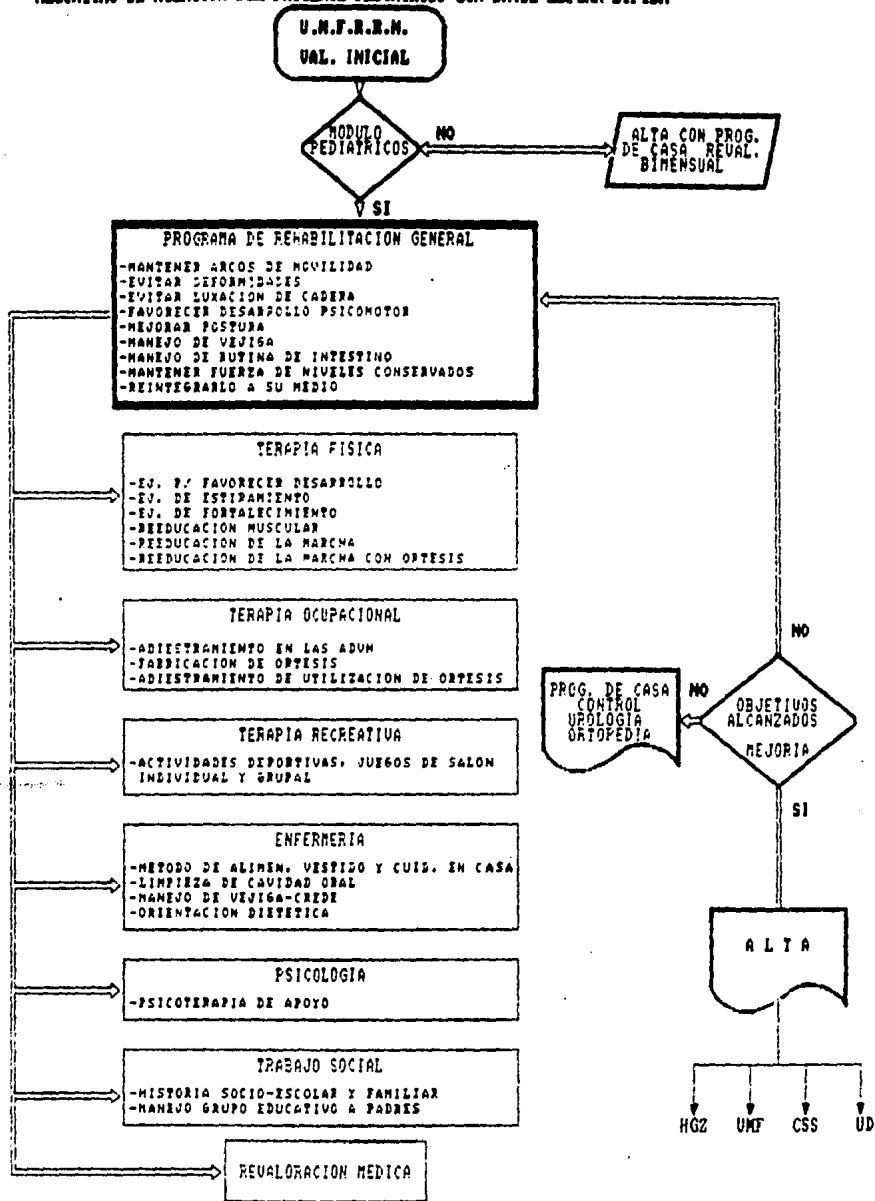 U.M.F.R.R.M.
VAL. INICIAL
MODULO
PEDIATRICOS
NO
ALTA CON PROG.
DE CASA REVAL.
BIMENSUAL
SI
PROGRAMA DE REHABILITACION GENERAL
-MANTENER ARCOS DE MOVILIDAD
-EVITAR DEFORMIDADES
-EVITAR LUXACION DE CADERA
-FAVORECER DESARROLLO PSICOMOTOR
-MEJORAR POSTURA
-MANEJO DE VEJIGA
-MANEJO DE RUTINA DE INTESTINO
-MANTENER FUERZA DE NIVELES CONSERVADOS
-REINTEGRARLO A SU MEDIO
TERAPIA FISICA
-EJ. P/ FAVORECER DESARROLLO
-EJ. DE ESTIRAMIENTO
-EJ. DE FORTALECIMIENTO
-REEDUCACION MUSCULAR
-REEDUCACION DE LA MARCHA
-REEDUCACION DE LA MARCHA CON ORTESIS
TERAPIA OCUPACIONAL
-ADIESTRAMIENTO EN LAS ADVH
-FABRICACION DE ORTESIS
-ADIESTRAMIENTO DE UTILIZACION DE ORTESIS
TERAPIA RECREATIVA
-ACTIVIDADES DEPORTIVAS, JUEGOS DE SALON
INDIVIDUAL Y GRUPAL
ENFERMERIA
-METODO DE ALIMEN. VESTIDO Y CUID. EN CASA
-LIMPIEZA DE CAVIDAD ORAL
-MANEJO DE VEJIGA-CREDE
-ORIENTACION DIETETICA
PSICOLOGIA
-PSICOTERAPIA DE APOYO
TRABAJO SOCIAL
-HISTORIA SOCIO-ESCOLAR Y FAMILIAR
-MANEJO GRUPO EDUCATIVO A PADRES
REVALORACION MEDICA
NO
OBJETIVOS
ALCANZADOS
MEJORIA
NO
PROG. DE CASA
CONTROL
UROLOGIA
ORTOPEDIA
SI
A L T A
HGZ UMF CSS UD